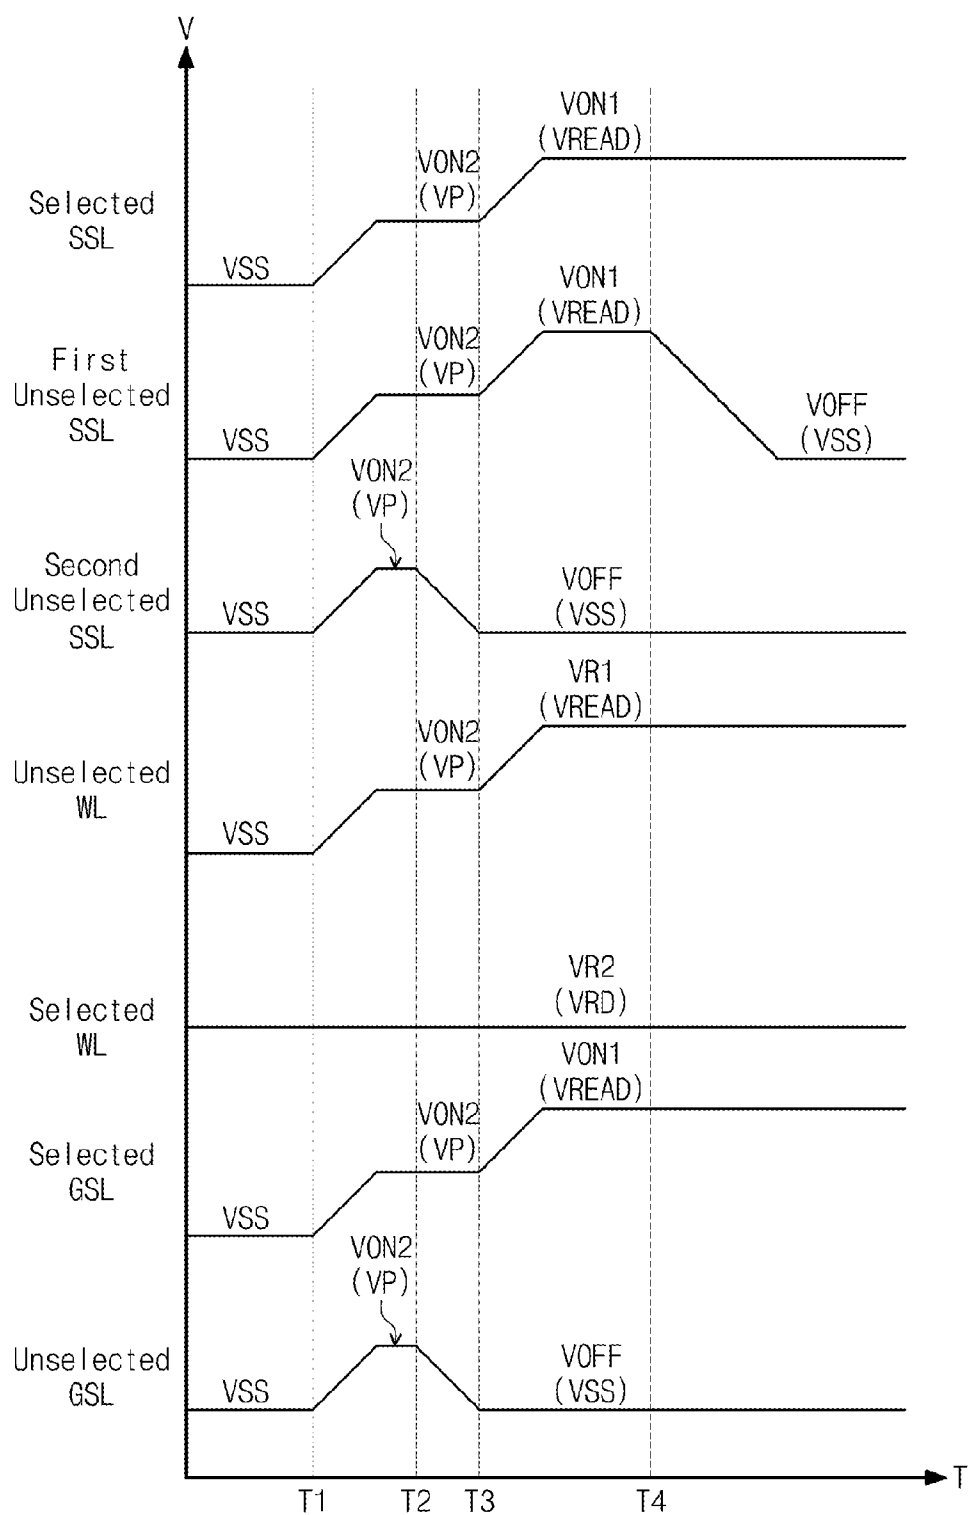 V
VON1
(VREAD)
VON2
(VP)
Selected
SSL
VSS
VON1
(VREAD)
VON2
(VP)
First
Unselected
SSL
VOFF
(VSS)
VSS
VON2
(VP)
Second
Unselected
SSL
VOFF
(VSS)
VSS
VR1
(VREAD)
VON2
(VP)
Unselected
WL
VSS
VR2
(VRD)
Selected
WL
VON1
(VREAD)
VON2
(VP)
Selected
GSL
VSS
VON2
(VP)
Unselected
GSL
VOFF
(VSS)
VSS
T
T1 T2 T3 T4